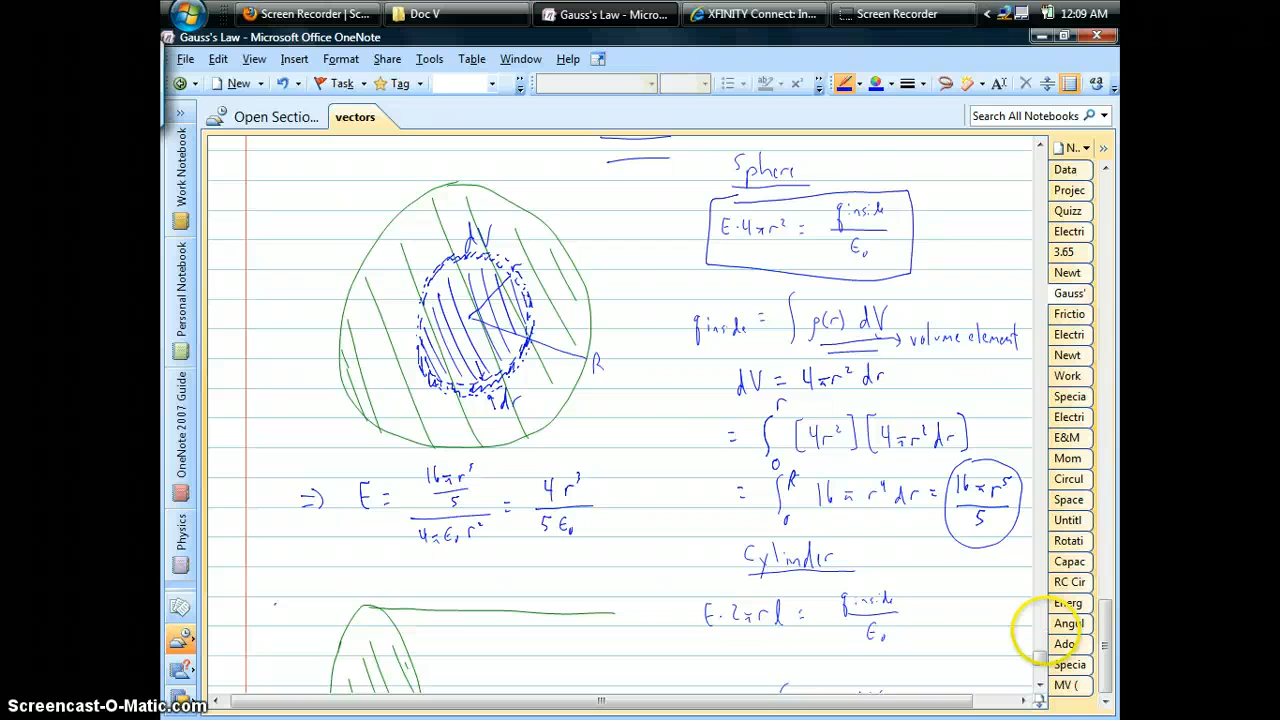 Screen Recorder | Sc...
Doc V
Gauss's Law - Micros...
XFINITY Connect: In...
Screen Recorder
12:09 AM
Gauss's Law - Microsoft Office OneNote
File Edit View Insert Format Share Tools Table Window Help
New Task Tag
Open Sectio... vectors
Search All Notebooks
Work Notebook
Personal Notebook
OneNote 2007 Guide
Physics
N..
Data
Projec
Quizz
Electri
3.65
Newt
Gauss'
Frictio
Electri
Newt
Work
Specia
Electri
E&M
Mom
Circul
Space
Untitl
Rotati
Capac
RC Cir
Energ
Angul
Ado
Specia
MV (
Sphere
E·4πr² = q inside / ε₀
dV
r
R
dr
q inside = ∫ ρ(r) dV → volume element
dV = 4πr² dr
= ∫₀ʳ [4r²][4πr² dr]
= ∫₀ᴿ 16π r⁴ dr = 16πr⁵ / 5
⇒ E = (16πr⁵ / 5) / (4πε₀r²) = 4r³ / 5ε₀
Cylinder
E·2πrl = q inside / ε₀
Screencast-O-Matic.com